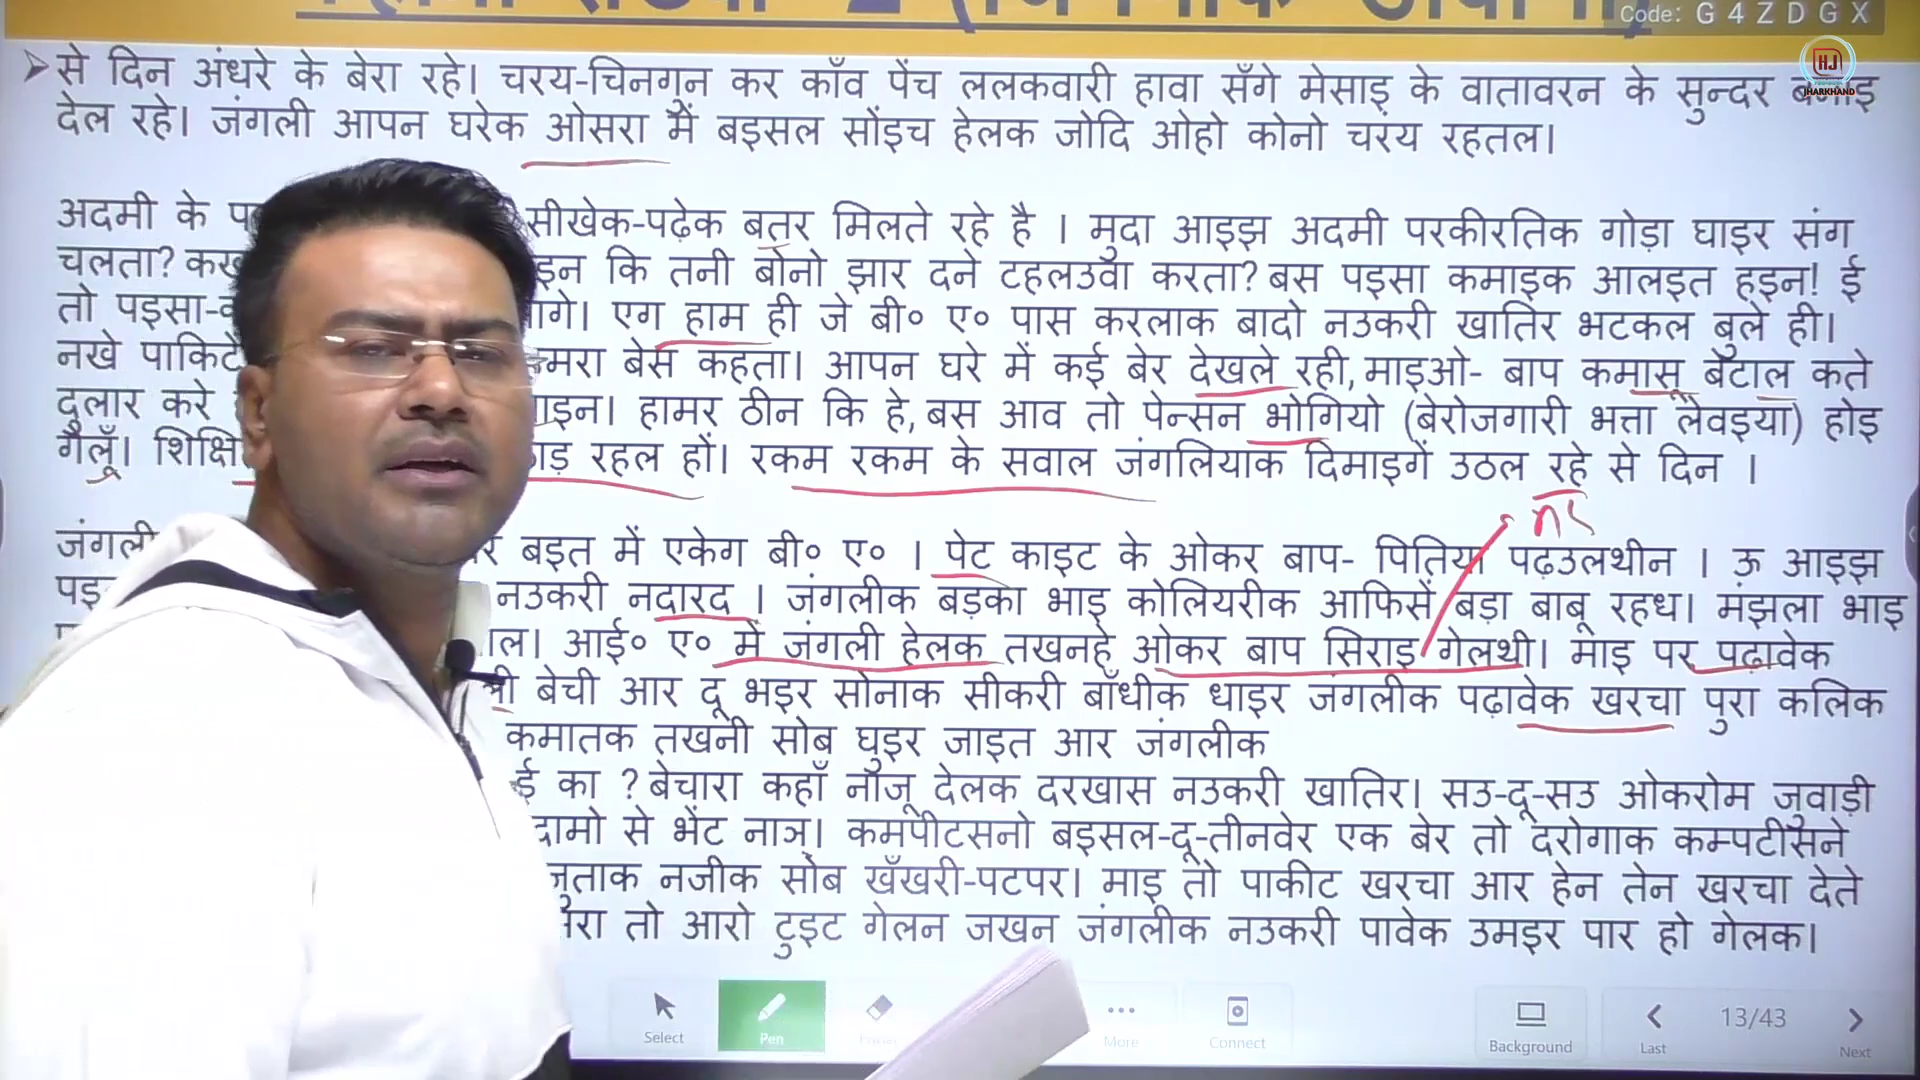 Code: G 4 Z D G X
HJ
JHARKHAND
➤से दिन अंधरे के बेरा रहे। चरय-चिनगन कर काँव पेंच ललकवारी हावा सँगे मेसाइ के वातावरन के सुन्दर बनाइ
देल रहे। जंगली आपन घरेक ओसरा में बइसल सोंइच हेलक जोदि ओहो कोनो चरंय रहतल।
अदमी के सीखेक-पढ़ेक बतर मिलते रहे है । मुदा आइझ अदमी परकीरतिक गोड़ा घाइर संग
चलता? इन कि तनी बोनो झार दने टहलउवा करता? बस पइसा कमाइक आलइत हइन! ई
तो पइसा- ागे। एग हाम ही जे बी० ए० पास करलाक बादो नउकरी खातिर भटकल बुले ही।
नखे पाकिटें मरा बेस कहता। आपन घरे में कई बेर देखले रही, माइओ- बाप कमासू बेटाल कते
दुलार करे ाइन। हामर ठीन कि हे, बस आव तो पेन्सन भोगियो (बेरोजगारी भत्ता लेवइया) होइ
गेलूँ। शिक्षि ड़ रहल हों। रकम रकम के सवाल जंगलियाक दिमाइगें उठल रहे से दिन ।
जंगली र बइत में एकेग बी० ए० । पेट काइट के ओकर बाप- पितिया पढ़उलथीन । ऊ आइझ
पइ नउकरी नदारद । जंगलीक बड़का भाइ कोलियरीक आफिसें बड़ा बाबू रहथ। मंझला भाइ
ाल। आई० ए० में जंगली हेलक तखनहे ओकर बाप सिराइ गेलथी। माइ पर पढ़ावेक
बेची आर दू भइर सोनाक सीकरी बाँधीक धाइर जंगलीक पढ़ावेक खरचा पुरा कलिक
कमातक तखनी सोब घुइर जाइत आर जंगलीक
ई का ? बेचारा कहाँ नाँजू देलक दरखास नउकरी खातिर। सउ-दू-सउ ओकरोम जुवाड़ी
दामो से भेंट नाञ। कमपीटसनो बइसल-दू-तीनवेर एक बेर तो दरोगाक कम्पटीसने
जताक नजीक सोब खँखरी-पटपर। माइ तो पाकीट खरचा आर हेन तेन खरचा देते
तो आरो टुइट गेलन जखन जंगलीक नउकरी पावेक उमइर पार हो गेलक।
Select
Pen
More
Connect
Background
Last
13/43
Next